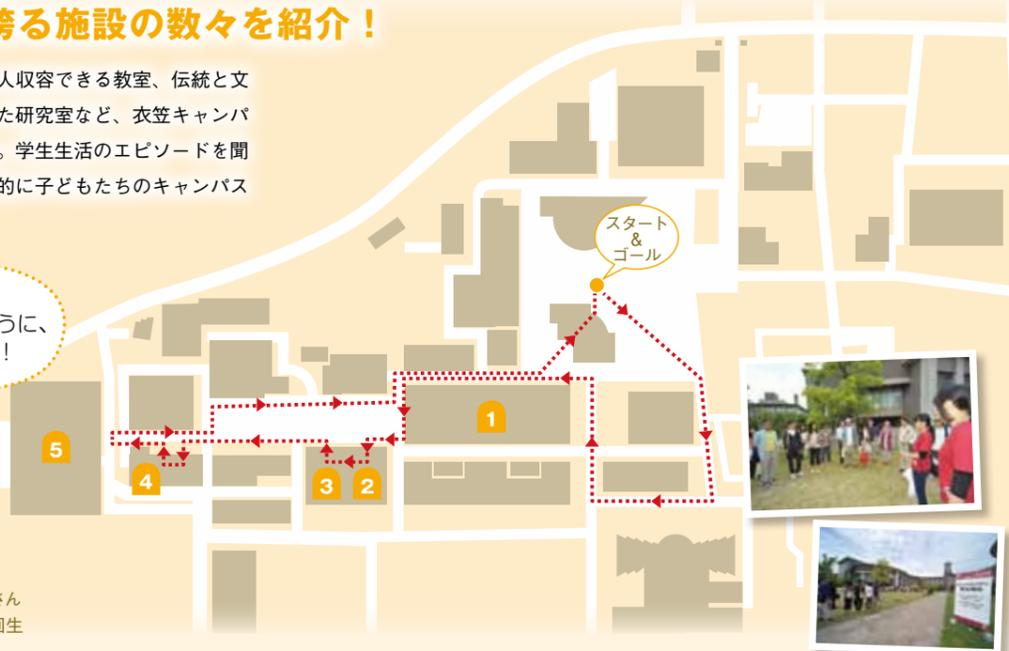 誇る施設の数々を紹介！
人収容できる教室、伝統と文
た研究室など、衣笠キャンパ
。学生生活のエピソードを聞
的に子どもたちのキャンパス
スタート
&
ゴール
うに、
！
1
5
4
3
2
さん
回生